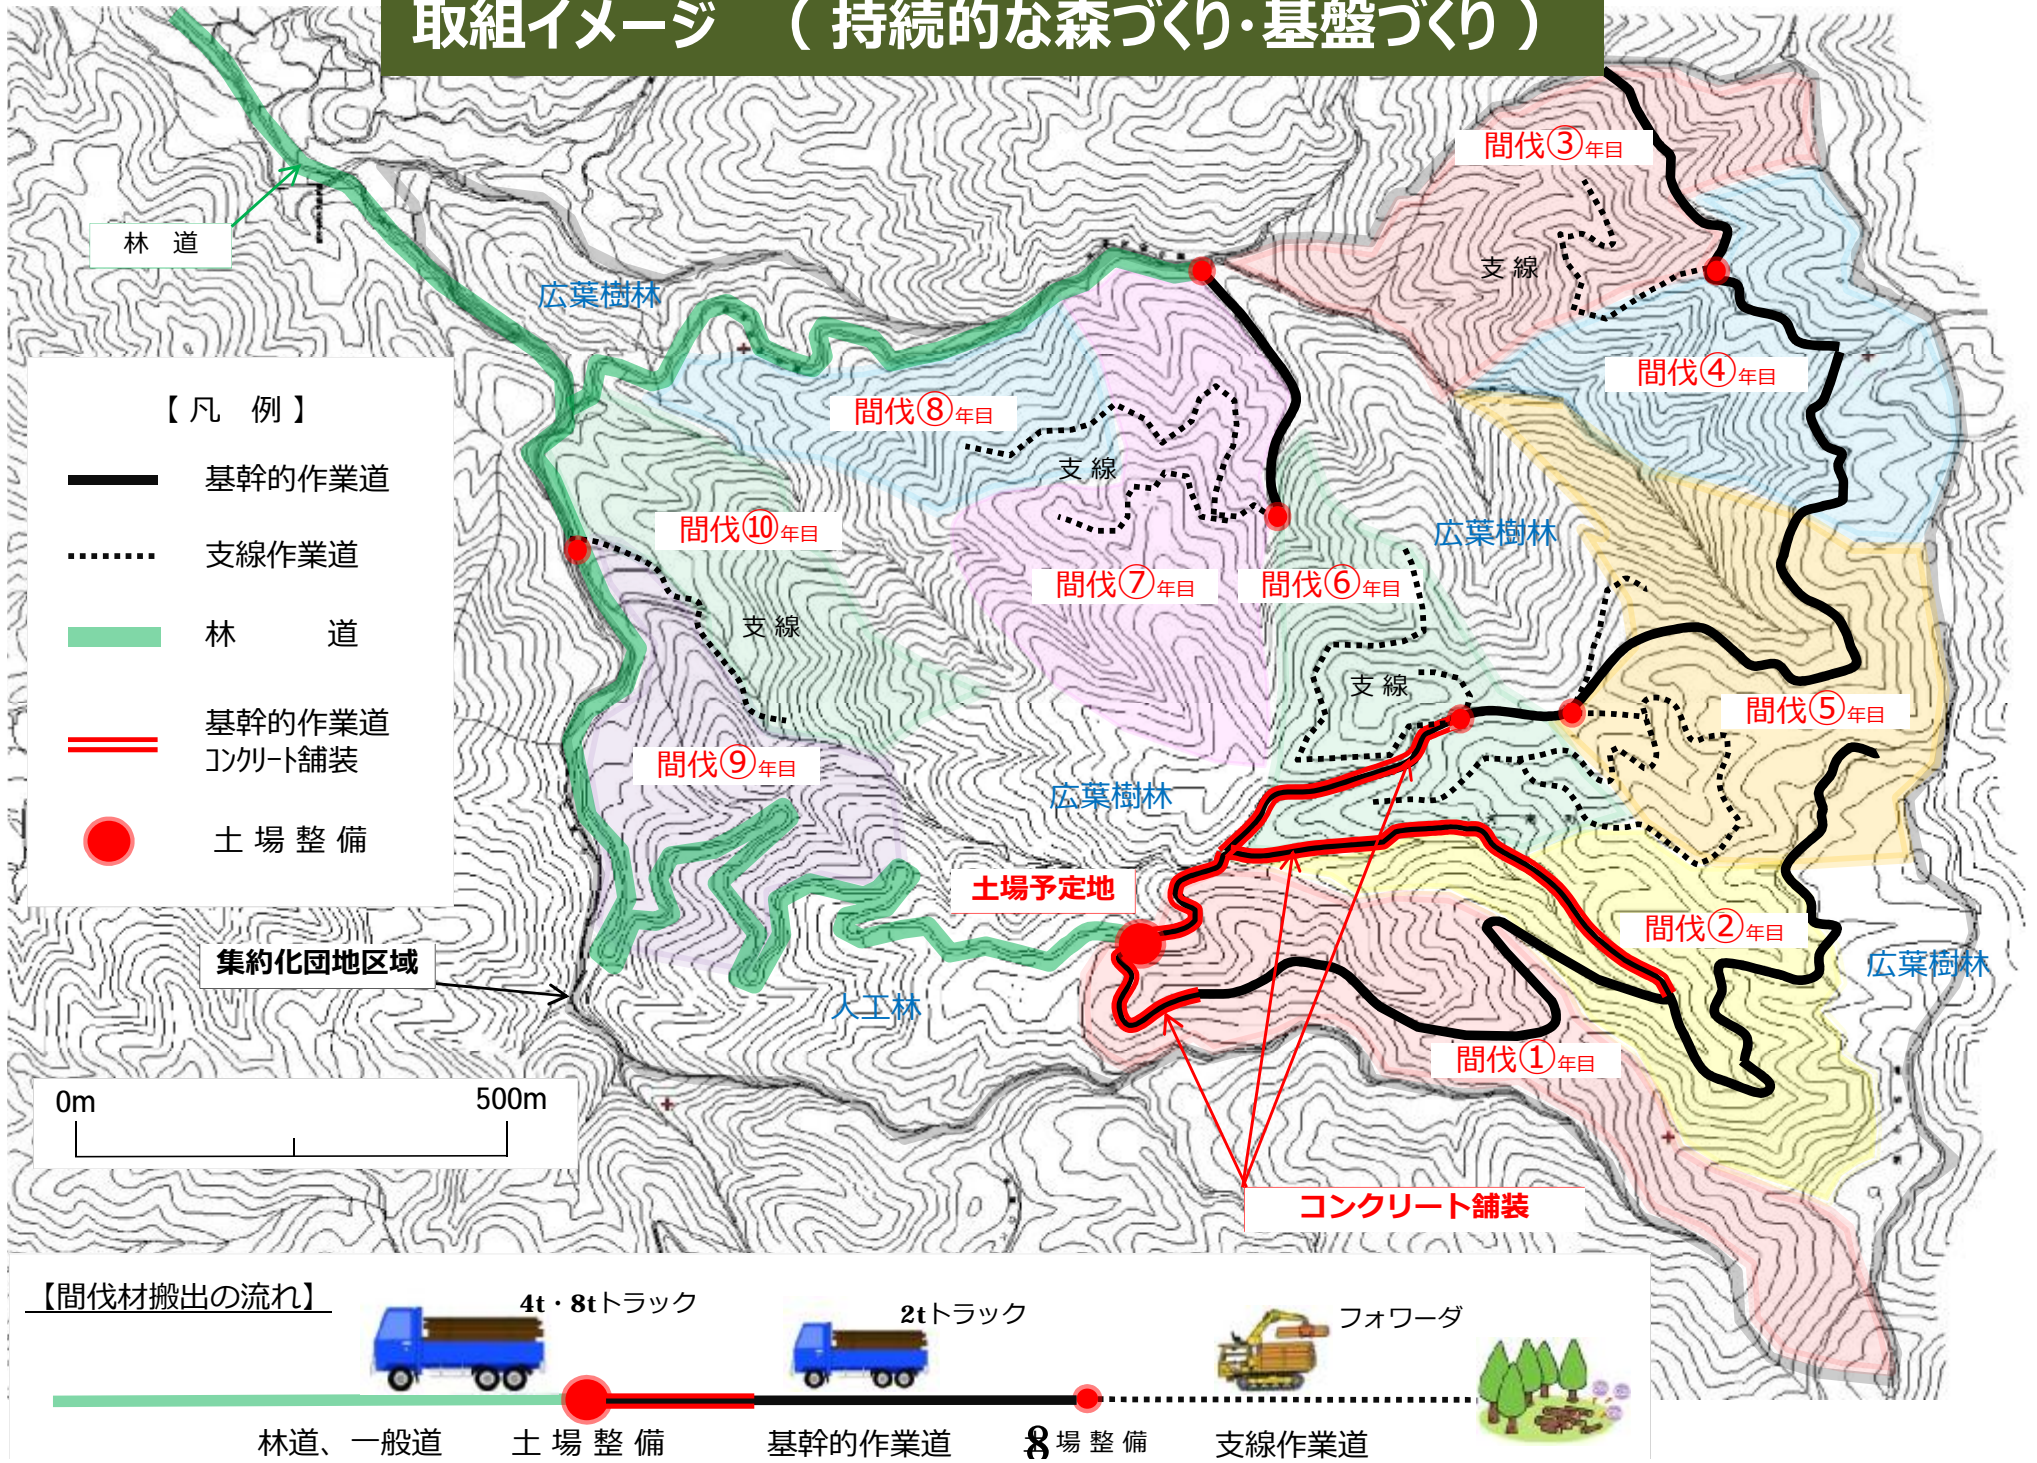 取組イメージ （ 持続的な森づくり・基盤づくり ）
間伐③年目
林 道
支 線
広葉樹林
間伐④年目
【 凡 例 】
基幹的作業道
支線作業道
林 道
基幹的作業道
コンクリート舗装
土 場 整 備
間伐⑧年目
支 線
間伐⑩年目
広葉樹林
間伐⑦年目
間伐⑥年目
支 線
支 線
間伐⑤年目
間伐⑨年目
広葉樹林
土場予定地
間伐②年目
集約化団地区域
広葉樹林
人工林
間伐①年目
0m 500m
コンクリート舗装
【間伐材搬出の流れ】
4t・8tトラック
2tトラック
フォワーダ
林道、一般道
土 場 整 備
基幹的作業道
場 整 備
支線作業道
8